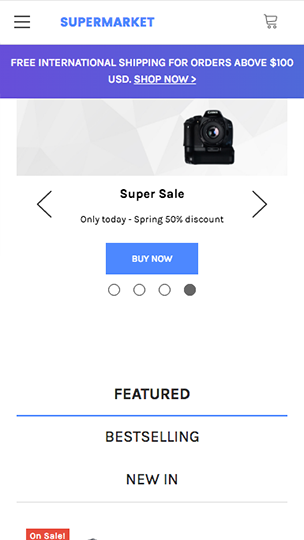 SUPERMARKET
FREE INTERNATIONAL SHIPPING FOR ORDERS ABOVE $100
USD. SHOP NOW >
Super Sale
Only today - Spring 50% discount
BUY NOW
FEATURED
BESTSELLING
NEW IN
On Sale!